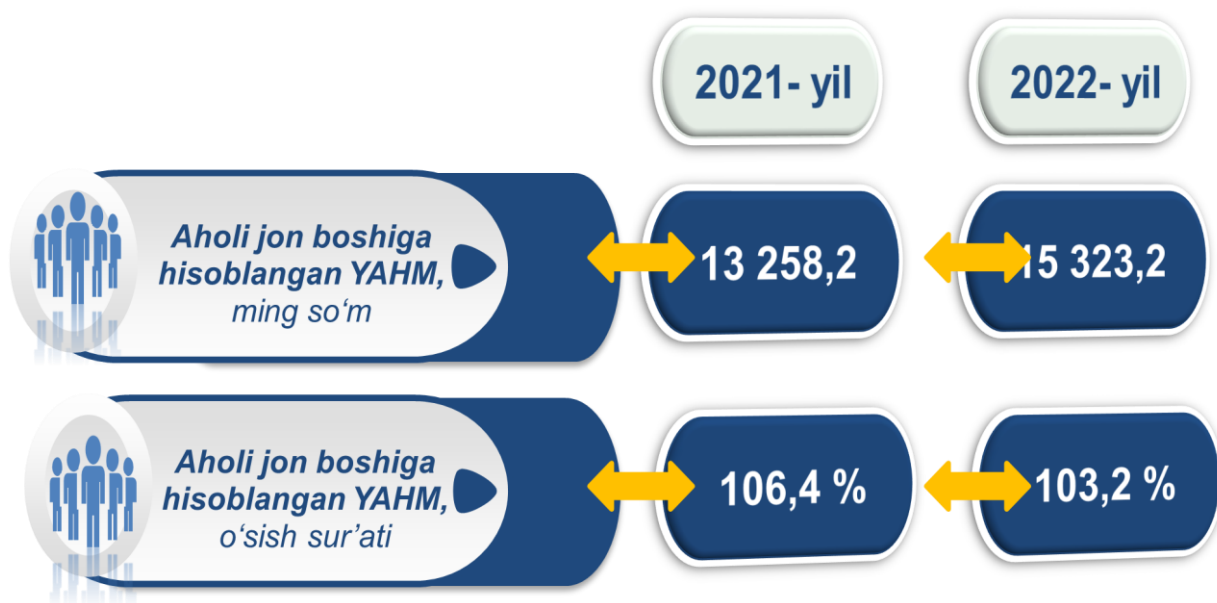 2021- yil
2022- yil
Aholi jon boshiga
hisoblangan YAHM,
ming so‘m
13 258,2
15 323,2
Aholi jon boshiga
hisoblangan YAHM,
o‘sish sur’ati
106,4 %
103,2 %